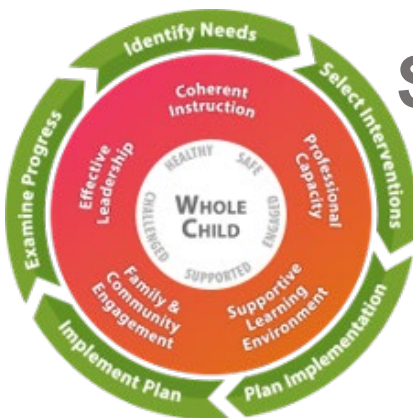 Identify Needs
Select Interventions
Plan Implementation
Implement Plan
Examine Progress
Coherent
Instruction
Professional
Capacity
Supportive
Learning
Environment
Family &
Community
Engagement
Effective
Leadership
HEALTHY
SAFE
ENGAGED
SUPPORTED
CHALLENGED
WHOLE
CHILD
S